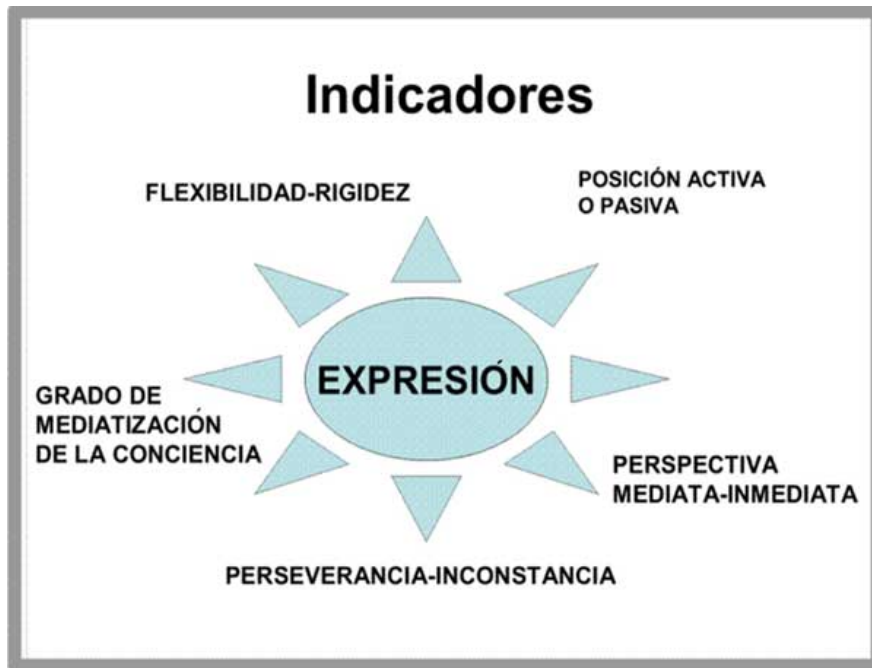 Indicadores
FLEXIBILIDAD-RIGIDEZ
POSICIÓN ACTIVA
O PASIVA
EXPRESIÓN
GRADO DE
MEDIATIZACIÓN
DE LA CONCIENCIA
PERSPECTIVA
MEDIATA-INMEDIATA
PERSEVERANCIA-INCONSTANCIA